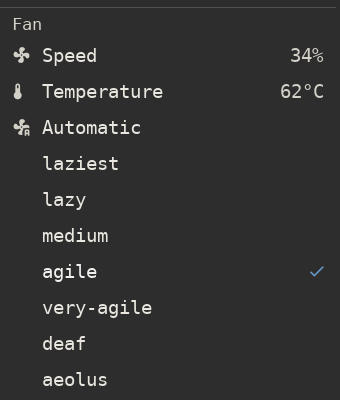 Fan
Speed 34%
Temperature 62°C
Automatic
laziest
lazy
medium
agile
very-agile
deaf
aeolus